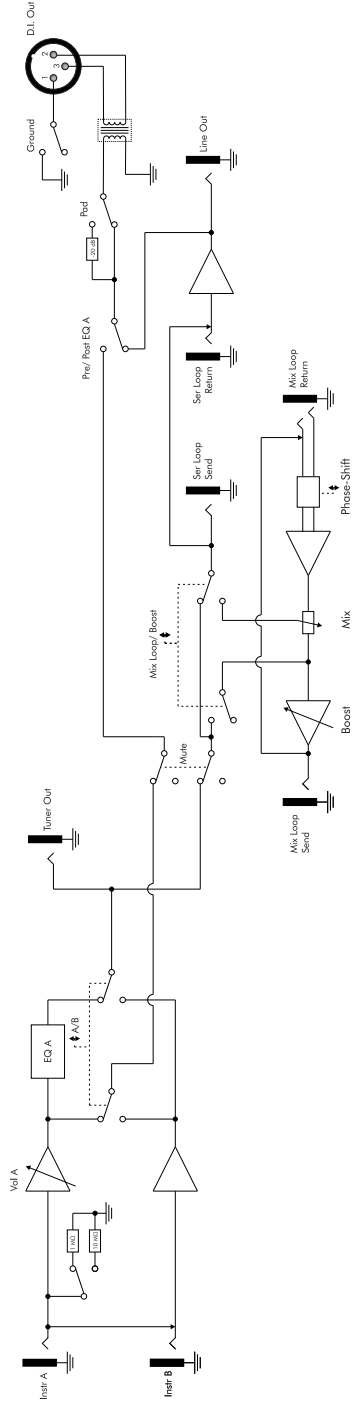 Instr A
Vol A
1 MΩ
10 MΩ
EQ A
A/B
Instr B
Tuner Out
Mute
Mix Loop/ Boost
Pre/ Post EQ A
-20 dB
Pad
Ground
D.I. Out
1
3
2
Ser Loop
Send
Ser Loop
Return
Line Out
Mix Loop
Send
Boost
Mix
Phase-Shift
Mix Loop
Return